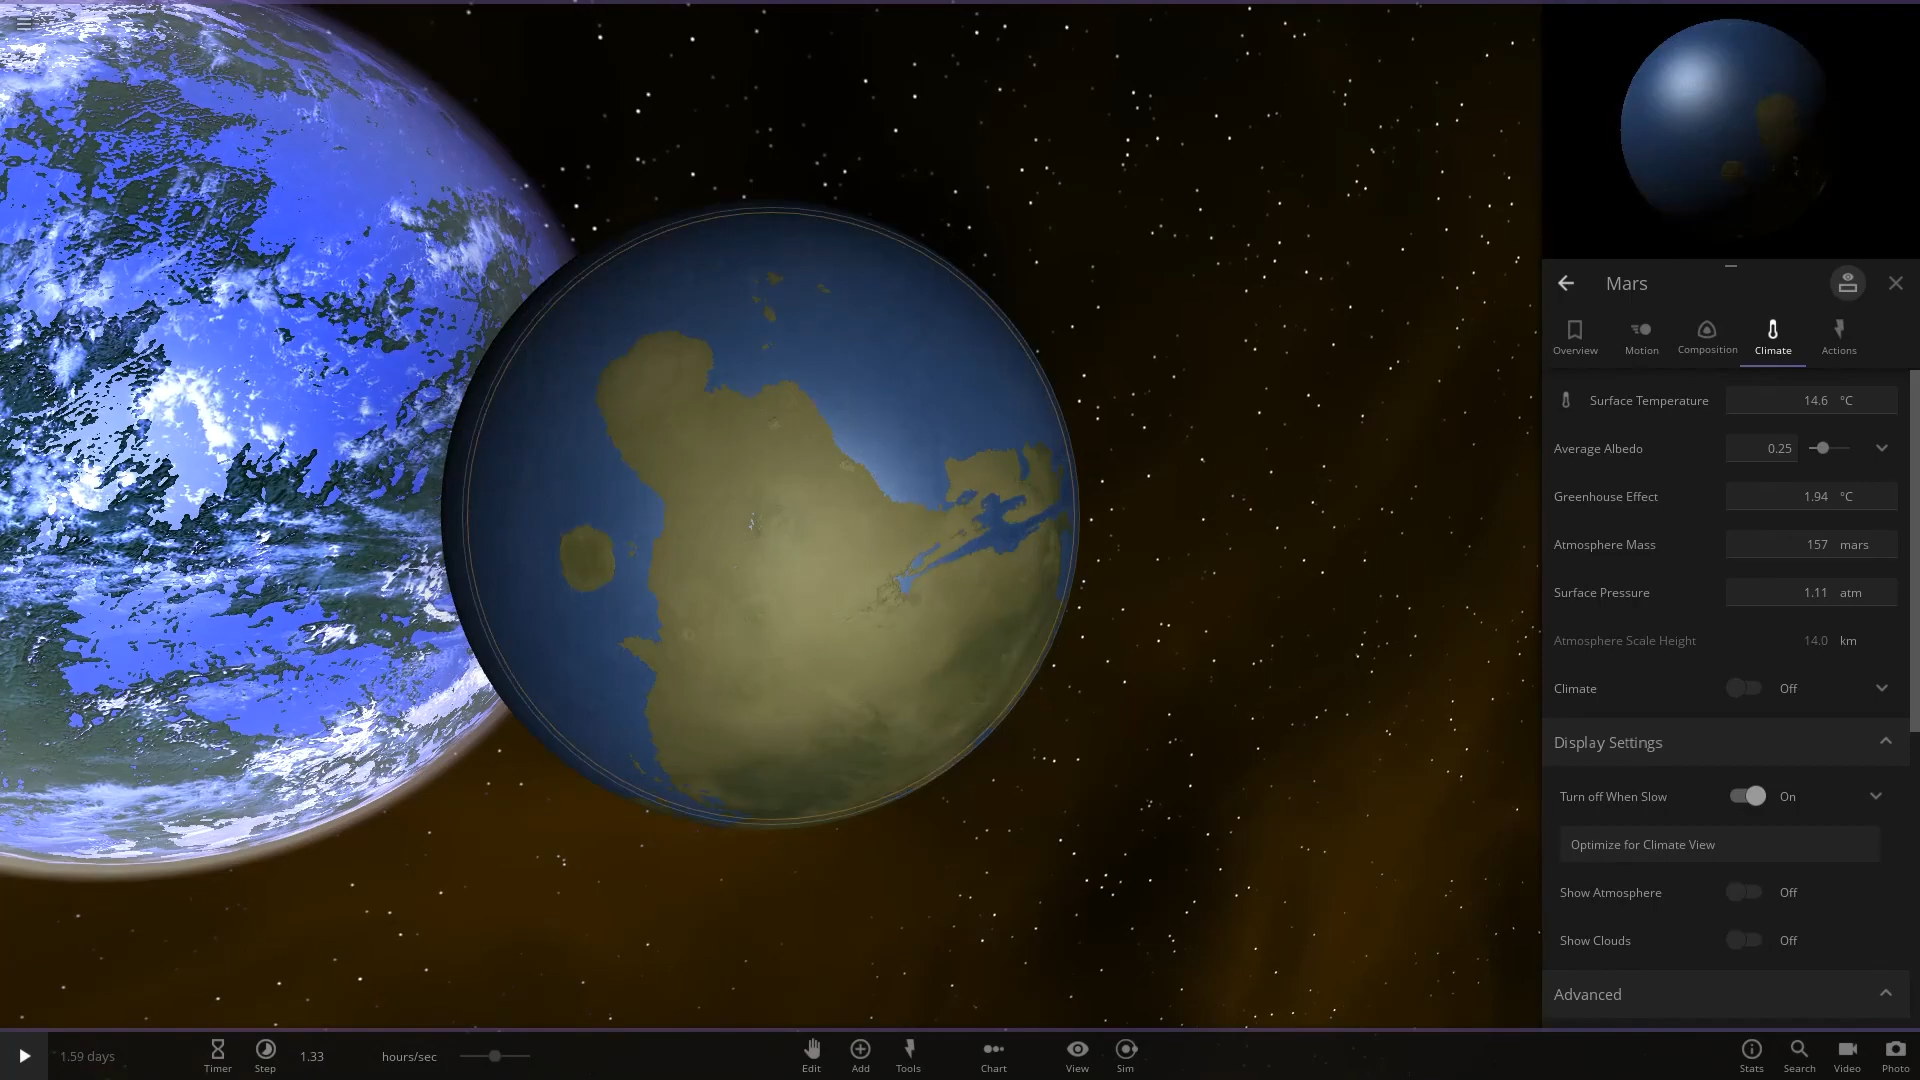 Mars
Overview Motion Composition Climate Actions
Surface Temperature 14.6 °C
Average Albedo 0.25
Greenhouse Effect 1.94 °C
Atmosphere Mass 157 mars
Surface Pressure 1.11 atm
Atmosphere Scale Height 14.0 km
Climate Off
Display Settings
Turn off When Slow On
Optimize for Climate View
Show Atmosphere Off
Show Clouds Off
Advanced
1.59 days Timer Step 1.33 hours/sec Edit Add Tools Chart View Sim Stats Search Video Photo